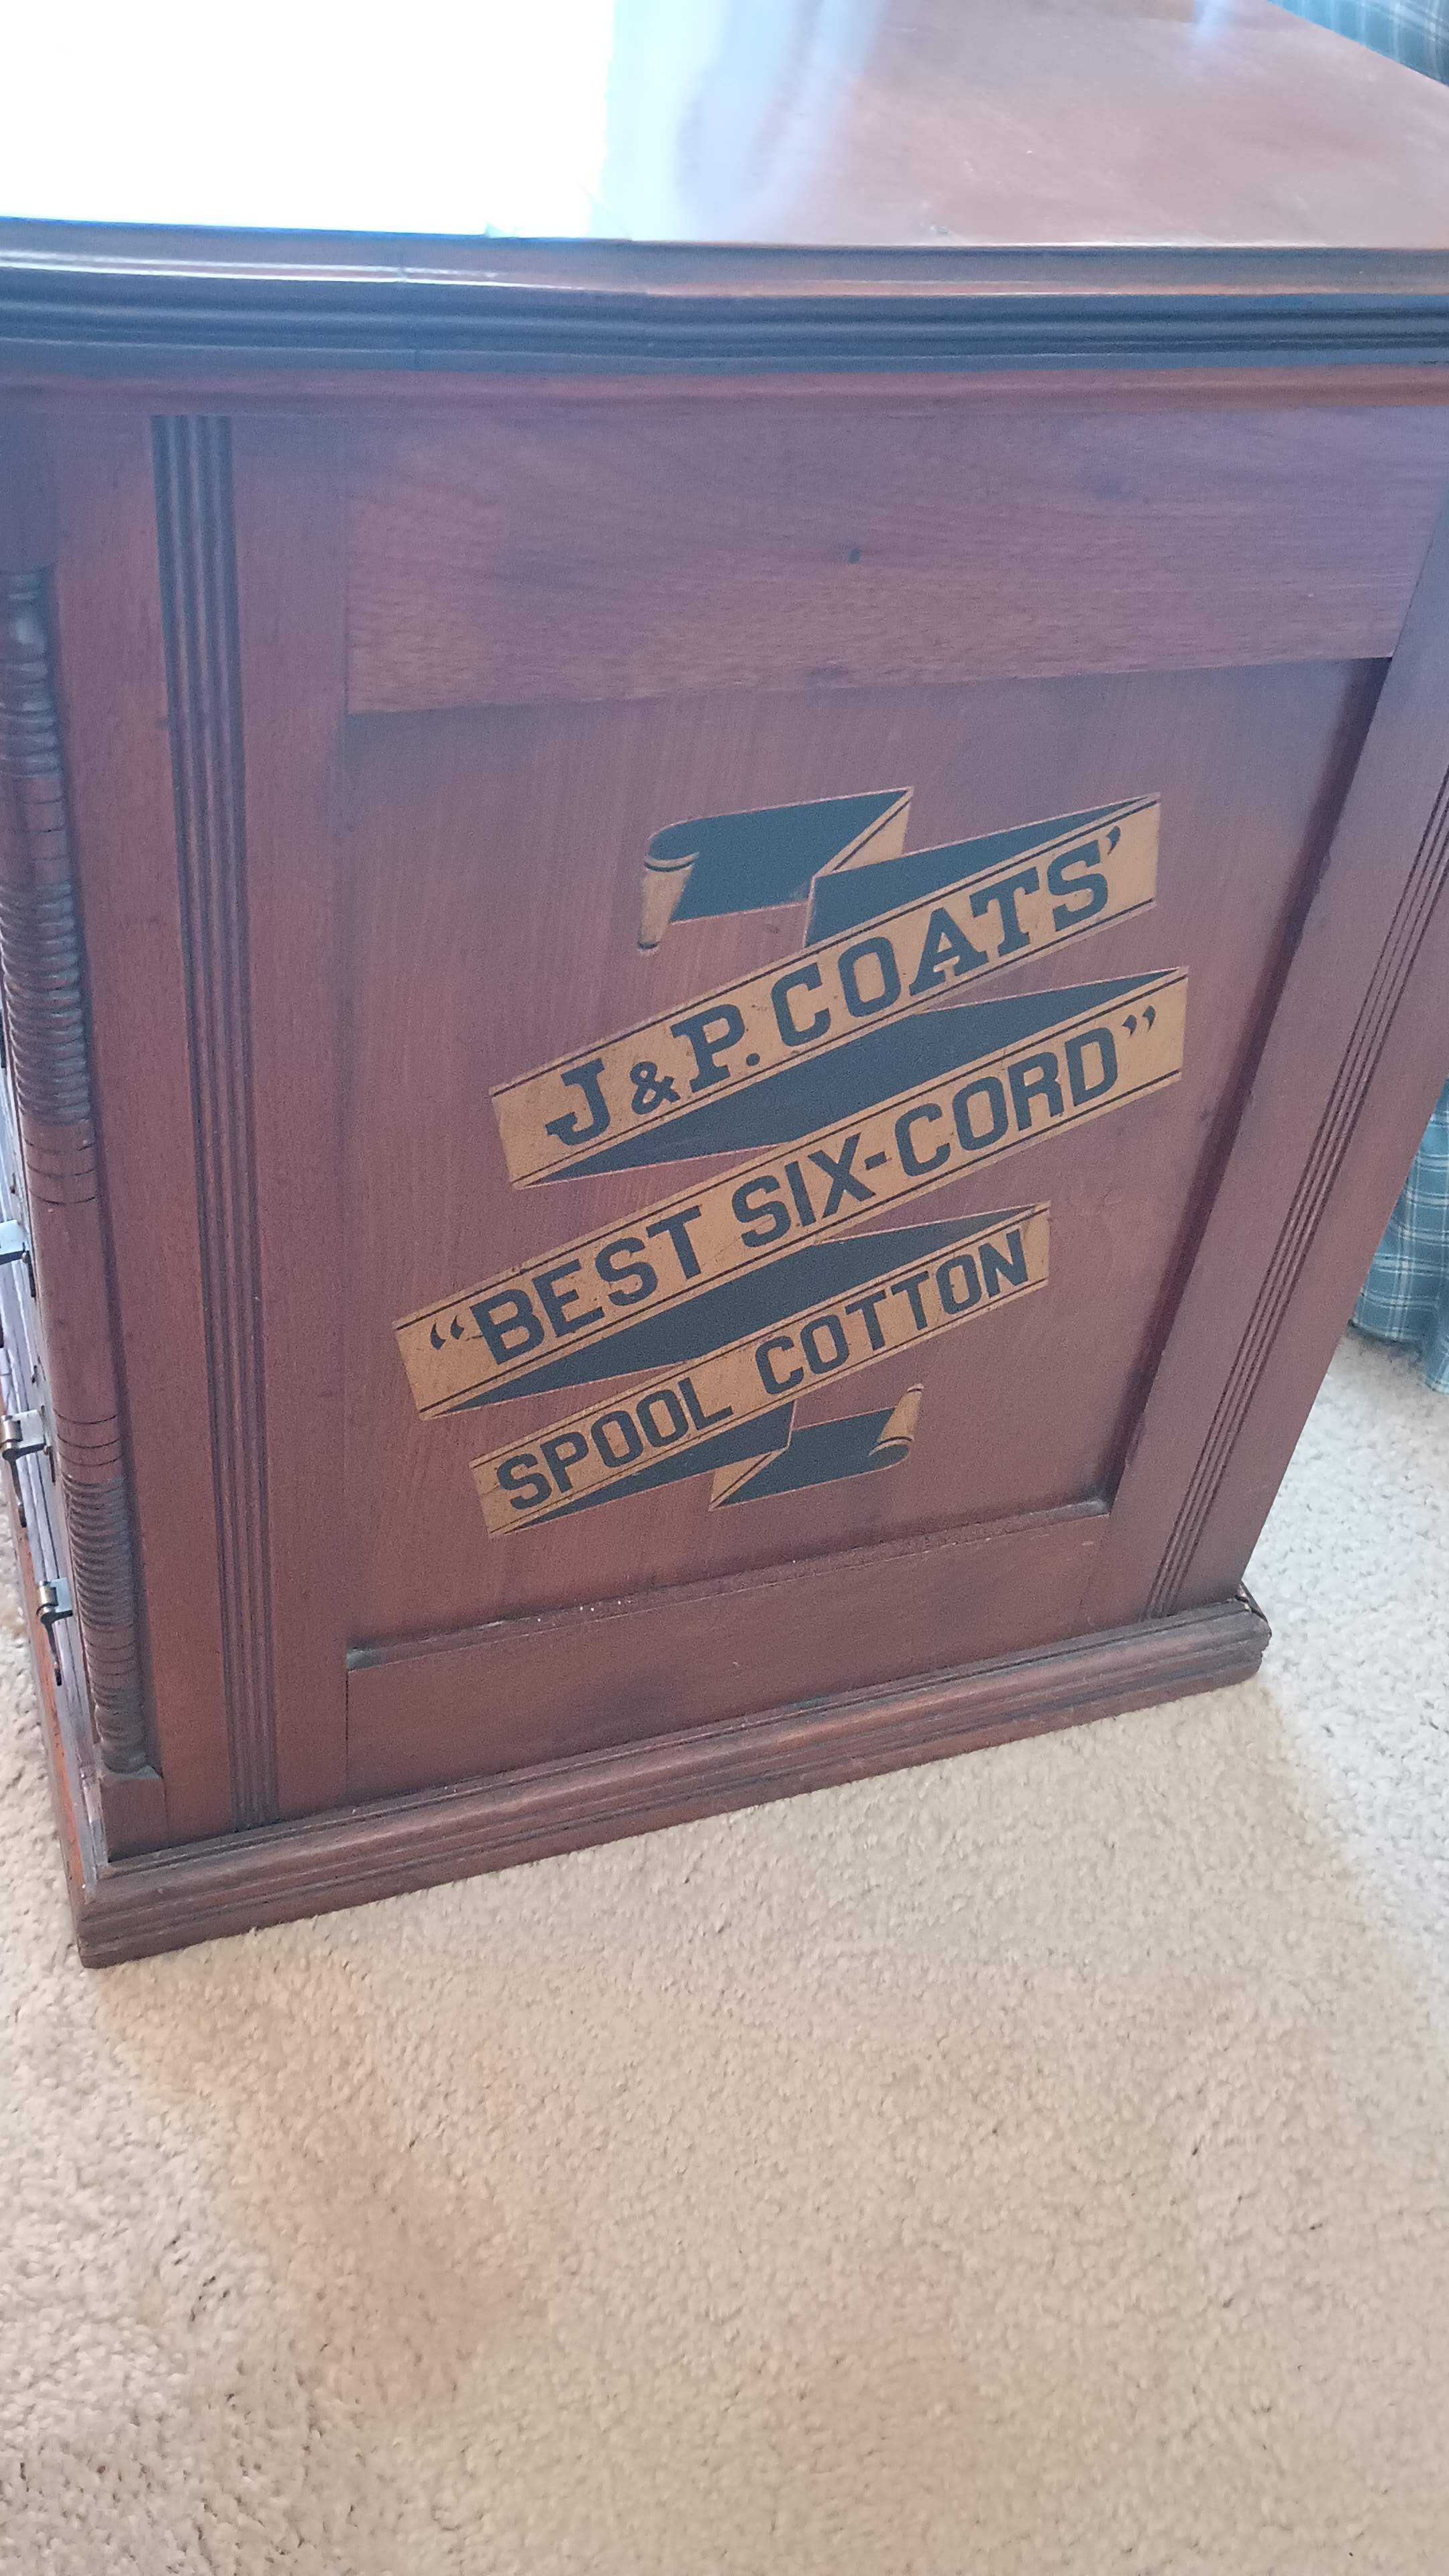 J & P. COATS'
“BEST SIX-CORD”
SPOOL COTTON